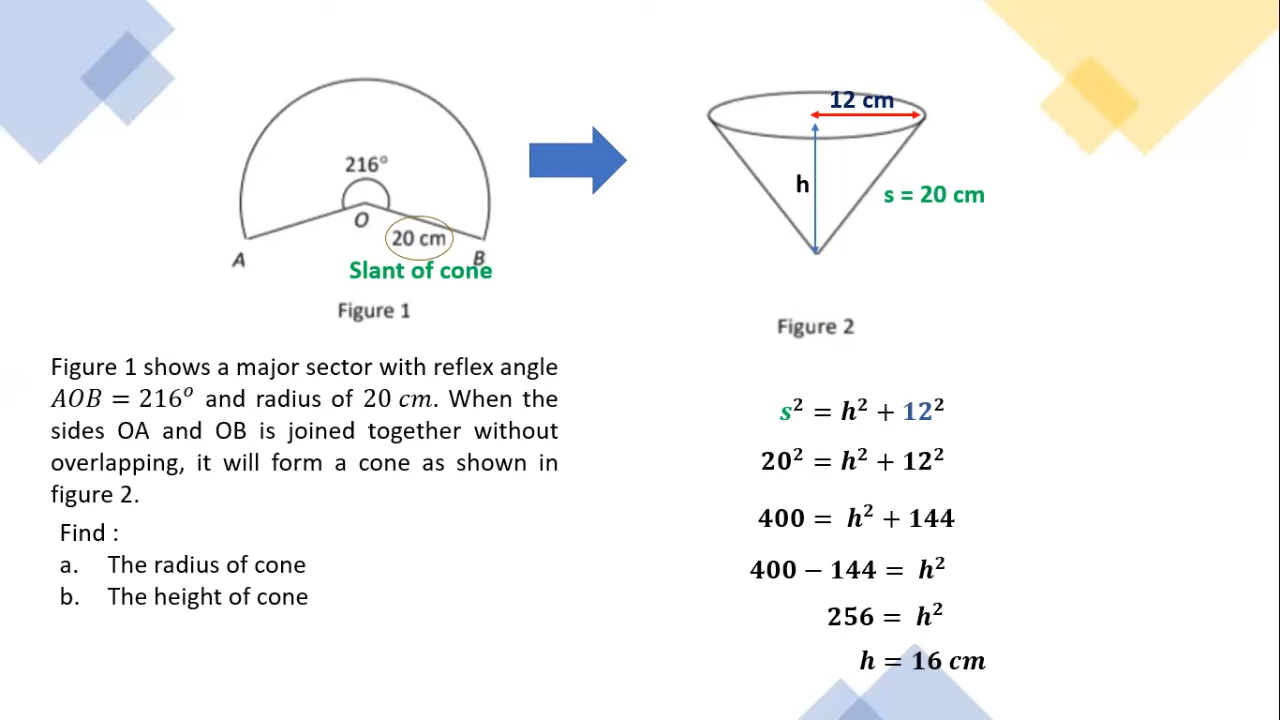 216°
O
20 cm
A
B
Slant of cone
Figure 1
12 cm
h
s = 20 cm
Figure 2
Figure 1 shows a major sector with reflex angle
AOB = 216° and radius of 20 cm. When the
sides OA and OB is joined together without
overlapping, it will form a cone as shown in
figure 2.
Find :
a. The radius of cone
b. The height of cone
s² = h² + 12²
20² = h² + 12²
400 = h² + 144
400 − 144 = h²
256 = h²
h = 16 cm